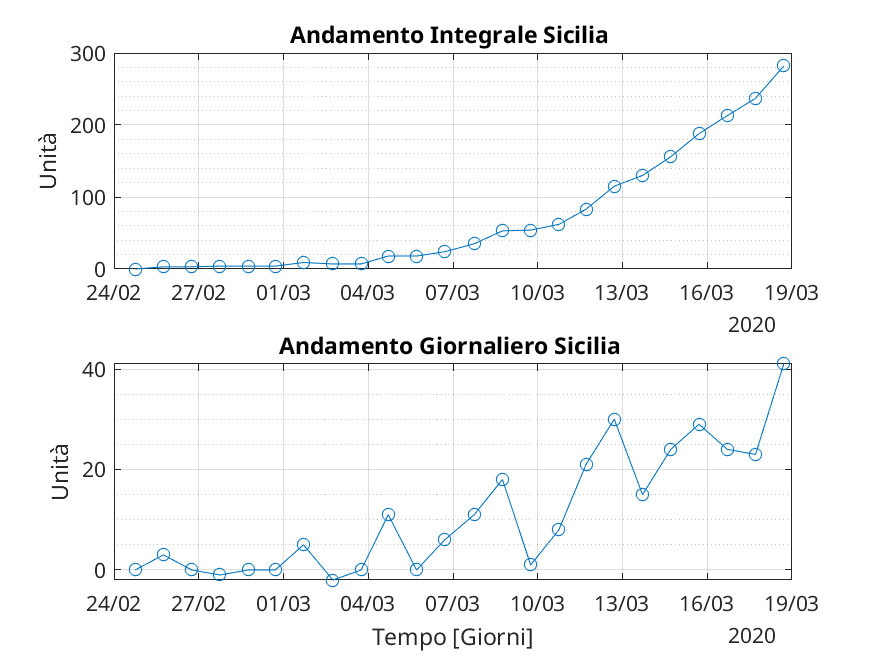 Andamento Integrale Sicilia
300
200
100
0
Unità
24/02 27/02 01/03 04/03 07/03 10/03 13/03 16/03 19/03
2020
Andamento Giornaliero Sicilia
40
20
0
Unità
24/02 27/02 01/03 04/03 07/03 10/03 13/03 16/03 19/03
Tempo [Giorni]
2020